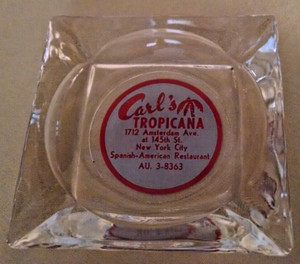 Carl's
TROPICANA
1712 Amsterdam Ave.
at 145th St.
New York City
Spanish-American Restaurant
AU. 3-8363